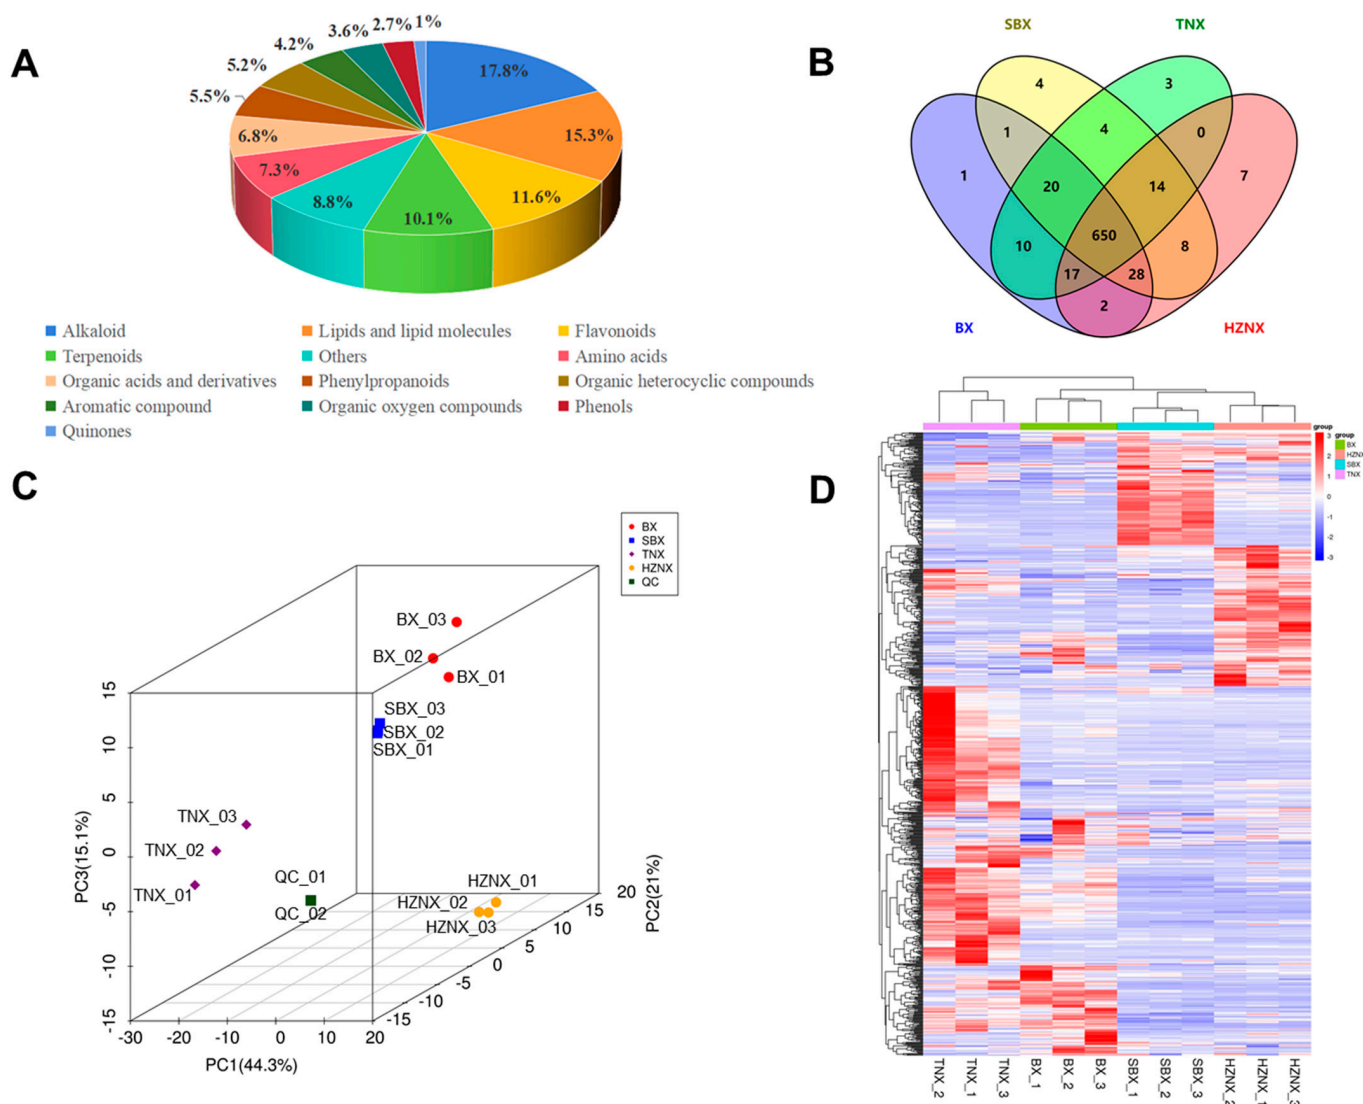 A
17.8%
15.3%
11.6%
10.1%
8.8%
7.3%
6.8%
5.5%
5.2%
4.2%
3.6%
2.7%
1%
Alkaloid
Lipids and lipid molecules
Flavonoids
Terpenoids
Others
Amino acids
Organic acids and derivatives
Phenylpropanoids
Organic heterocyclic compounds
Aromatic compound
Organic oxygen compounds
Phenols
Quinones
B
SBX
TNX
4
3
1
4
0
1
20
14
7
650
10
8
17
28
2
BX
HZNX
C
BX
SBX
TNX
HZNX
QC
BX_03
BX_02
BX_01
SBX_03
SBX_02
SBX_01
TNX_03
TNX_02
TNX_01
QC_01
QC_02
HZNX_01
HZNX_02
HZNX_03
PC3(15.1%)
15
10
5
0
-5
-10
-15
-30
-20
-10
0
10
20
PC1(44.3%)
-15
-10
-5
0
5
10
15
20
PC2(21%)
D
group
3
2
1
0
-1
-2
-3
group
BX
HZNX
SBX
TNX
TNX_2
TNX_1
TNX_3
BX_1
BX_2
BX_3
SBX_1
SBX_2
SBX_3
HZNX_2
HZNX_1
HZNX_3